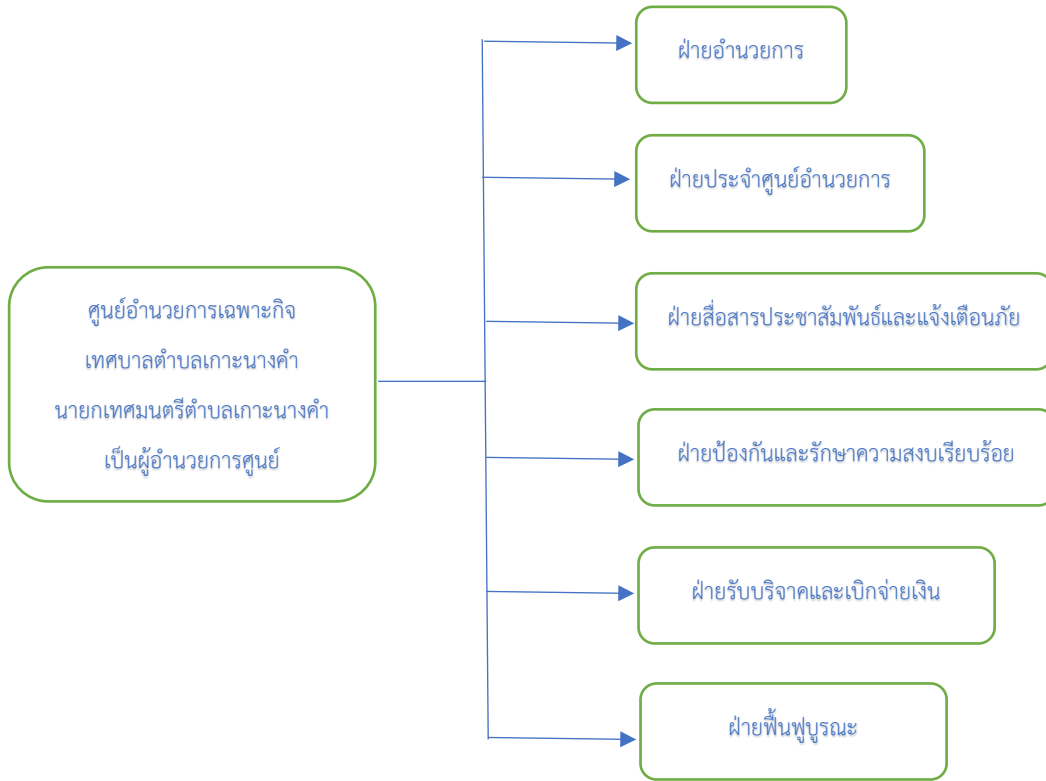 ศูนย์อำนวยการเฉพาะกิจ
เทศบาลตำบลเกาะนางคำ
นายกเทศมนตรีตำบลเกาะนางคำ
เป็นผู้อำนวยการศูนย์
ฝ่ายอำนวยการ
ฝ่ายประจำศูนย์อำนวยการ
ฝ่ายสื่อสารประชาสัมพันธ์และแจ้งเตือนภัย
ฝ่ายป้องกันและรักษาความสงบเรียบร้อย
ฝ่ายรับบริจาคและเบิกจ่ายเงิน
ฝ่ายฟื้นฟูบูรณะ